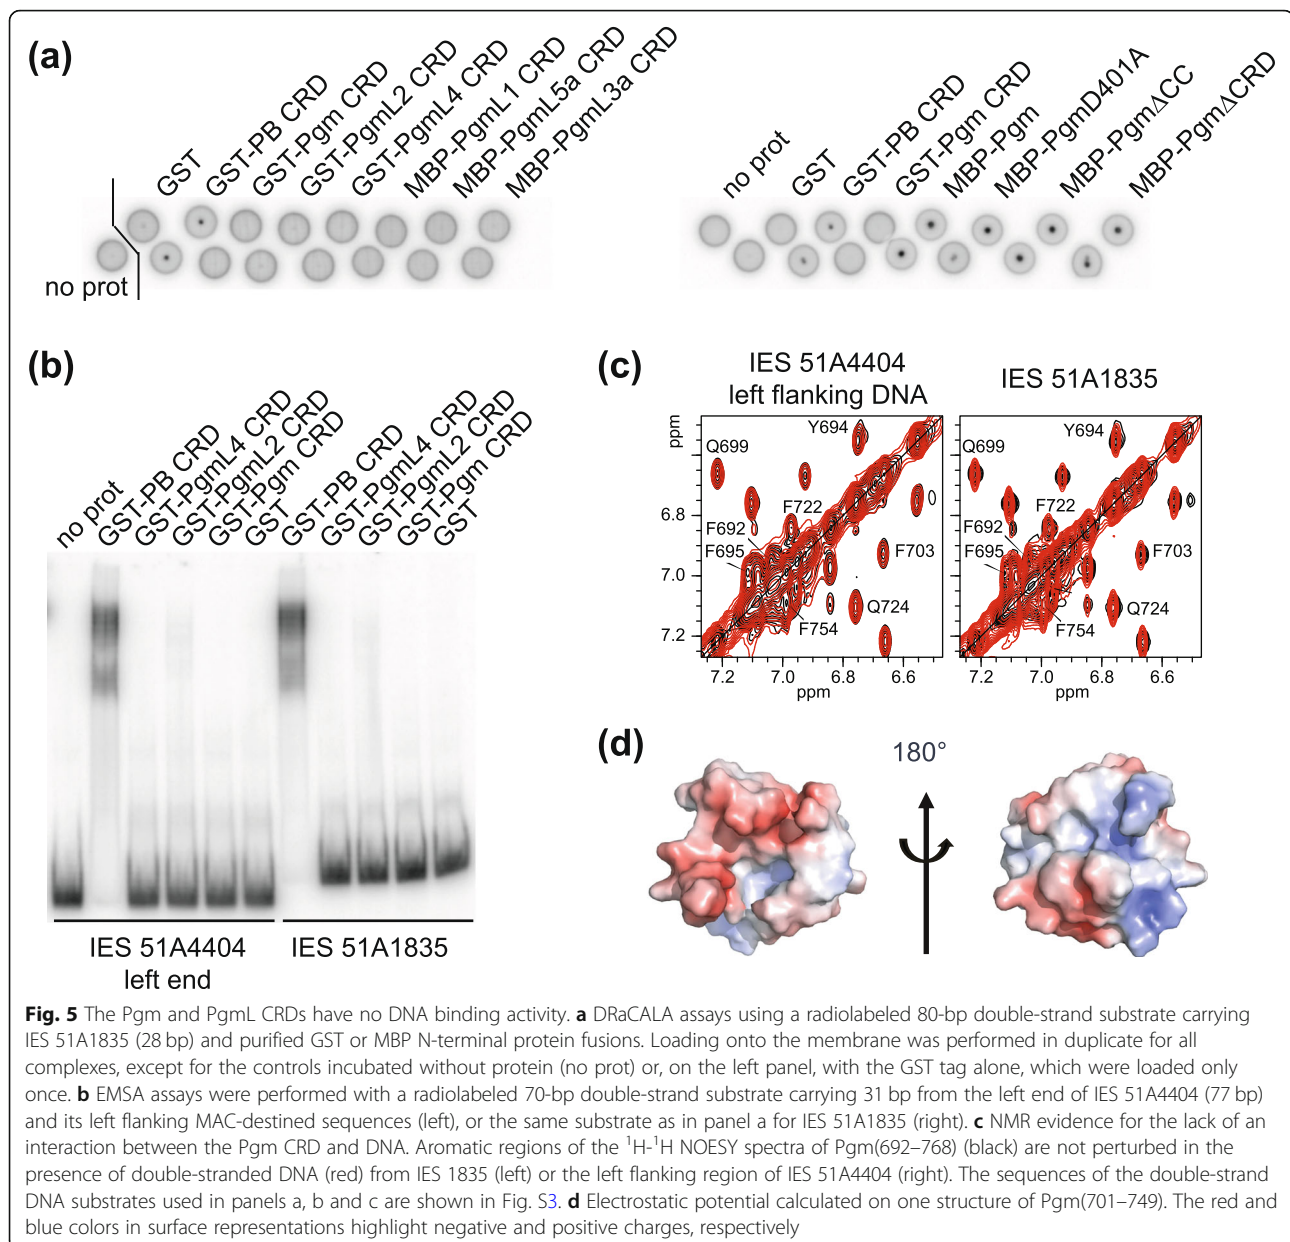 (a)
GST
GST-PB CRD
GST-Pgm CRD
GST-PgmL2 CRD
GST-PgmL4 CRD
MBP-PgmL1 CRD
MBP-PgmL5a CRD
MBP-PgmL3a CRD
no prot
no prot
GST
GST-PB CRD
GST-Pgm CRD
MBP-Pgm
MBP-PgmD401A
MBP-PgmΔCC
MBP-PgmΔCRD
(b)
no prot
GST-PB CRD
GST-PgmL4 CRD
GST-PgmL2 CRD
GST-Pgm CRD
GST
GST-PB CRD
GST-PgmL4 CRD
GST-PgmL2 CRD
GST-Pgm CRD
GST
IES 51A4404
left end
IES 51A1835
(c)
IES 51A4404
left flanking DNA
IES 51A1835
ppm
6.8
7.0
7.2
Q699
Y694
F722
F692
F695
F703
Q724
F754
7.2 7.0 6.8 6.6
ppm
Q699
Y694
F722
F692
F695
F703
Q724
F754
7.2 7.0 6.8 6.6
ppm
(d)
180°
Fig. 5 The Pgm and PgmL CRDs have no DNA binding activity. a DRaCALA assays using a radiolabeled 80-bp double-strand substrate carrying
IES 51A1835 (28 bp) and purified GST or MBP N-terminal protein fusions. Loading onto the membrane was performed in duplicate for all
complexes, except for the controls incubated without protein (no prot) or, on the left panel, with the GST tag alone, which were loaded only
once. b EMSA assays were performed with a radiolabeled 70-bp double-strand substrate carrying 31 bp from the left end of IES 51A4404 (77 bp)
and its left flanking MAC-destined sequences (left), or the same substrate as in panel a for IES 51A1835 (right). c NMR evidence for the lack of an
interaction between the Pgm CRD and DNA. Aromatic regions of the ¹H-¹H NOESY spectra of Pgm(692–768) (black) are not perturbed in the
presence of double-stranded DNA (red) from IES 1835 (left) or the left flanking region of IES 51A4404 (right). The sequences of the double-strand
DNA substrates used in panels a, b and c are shown in Fig. S3. d Electrostatic potential calculated on one structure of Pgm(701–749). The red and
blue colors in surface representations highlight negative and positive charges, respectively